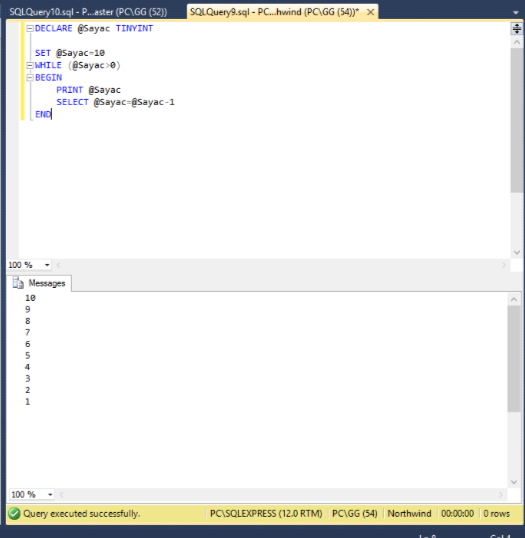 SQLQuery10.sql - P...aster (PC\GG (52))
SQLQuery9.sql - PC...hwind (PC\GG (54))*
DECLARE @Sayac TINYINT
SET @Sayac=10
WHILE (@Sayac>0)
BEGIN
PRINT @Sayac
SELECT @Sayac=@Sayac-1
END
100 %
Messages
10
9
8
7
6
5
4
3
2
1
100 %
Query executed successfully.
PC\SQLEXPRESS (12.0 RTM)
PC\GG (54)
Northwind
00:00:00
0 rows